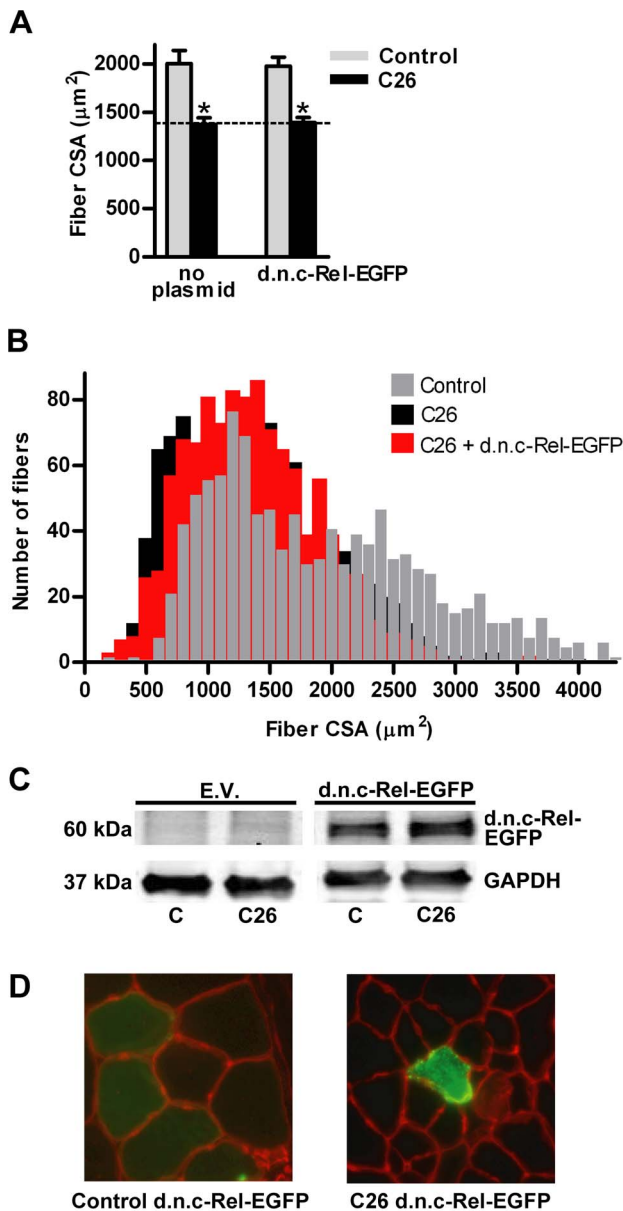 A
Fiber CSA (μm²)
2000
1500
1000
500
0
* *
Control
C26
no plasmid
d.n.c-Rel-EGFP
B
Number of fibers
80
60
40
20
0
Control
C26
C26 + d.n.c-Rel-EGFP
0 500 1000 1500 2000 2500 3000 3500 4000
Fiber CSA (μm²)
C
E.V. d.n.c-Rel-EGFP
60 kDa d.n.c-Rel-EGFP
37 kDa GAPDH
C C26 C C26
D
Control d.n.c-Rel-EGFP C26 d.n.c-Rel-EGFP